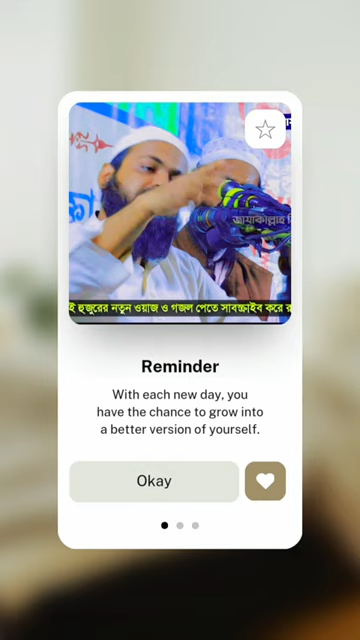 জাযাকাল্লাহ
ই হুজুরের নতুন ওয়াজ ও গজল পেতে সাবস্ক্রাইব করে
Reminder
With each new day, you
have the chance to grow into
a better version of yourself.
Okay